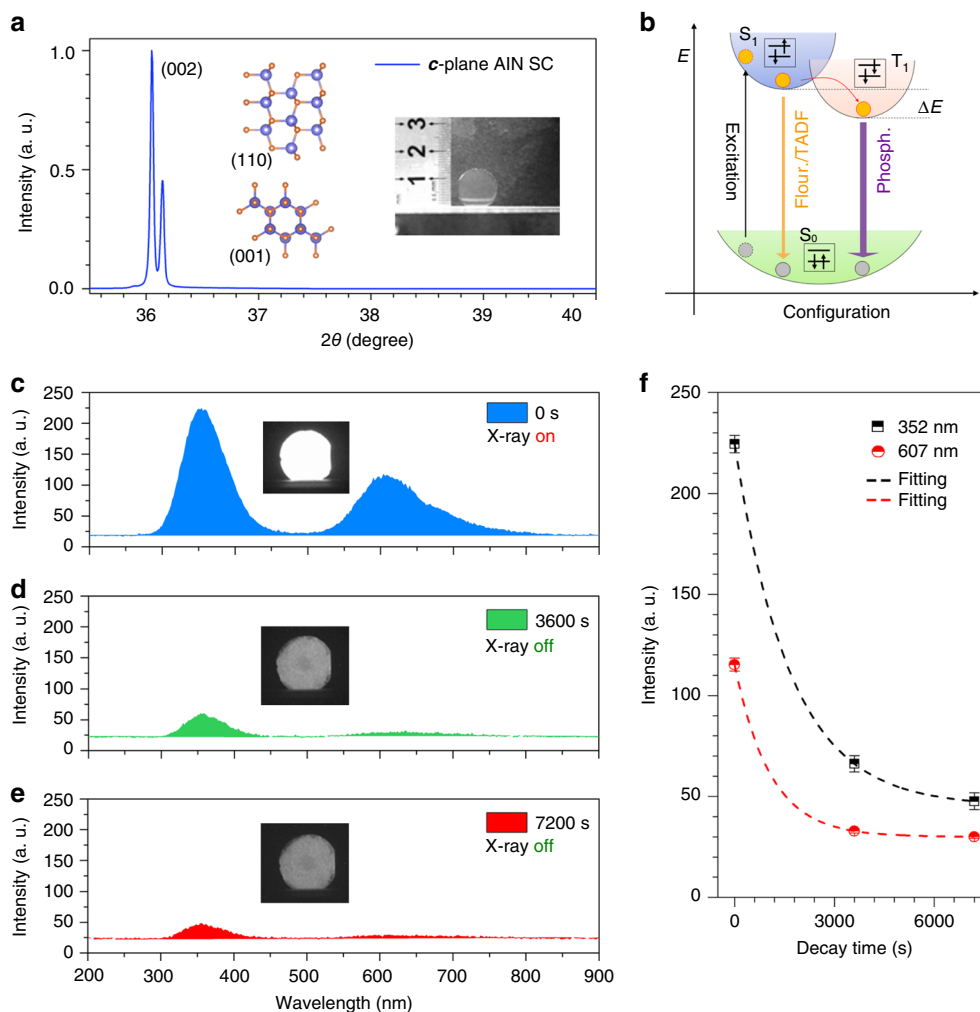 a
Intensity (a. u.)
1.0
0.5
0.0
36
37
38
39
40
2θ (degree)
(002)
(110)
(001)
c-plane AlN SC
1 2 3
b
E
S1
T1
ΔE
Excitation
Flour./TADF
Phosph.
S0
Configuration
c
Intensity (a. u.)
250
200
150
100
50
0
0 s
X-ray on
d
Intensity (a. u.)
250
200
150
100
50
0
3600 s
X-ray off
e
Intensity (a. u.)
250
200
150
100
50
0
7200 s
X-ray off
200 300 400 500 600 700 800 900
Wavelength (nm)
f
Intensity (a. u.)
250
200
150
100
50
0
352 nm
607 nm
Fitting
Fitting
0 3000 6000
Decay time (s)